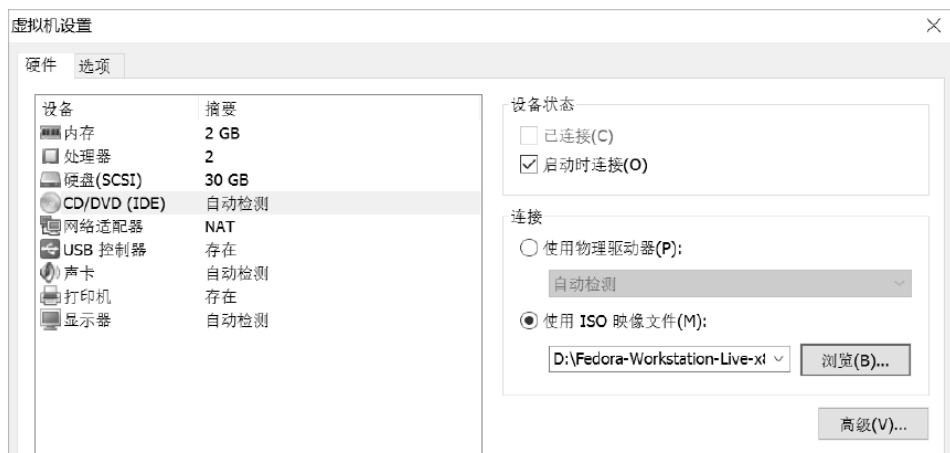 虚拟机设置
硬件 选项
设备 摘要
内存 2 GB
处理器 2
硬盘(SCSI) 30 GB
CD/DVD (IDE) 自动检测
网络适配器 NAT
USB 控制器 存在
声卡 自动检测
打印机 存在
显示器 自动检测
设备状态
已连接(C)
启动时连接(O)
连接
使用物理驱动器(P):
自动检测
使用 ISO 映像文件(M):
D:\Fedora-Workstation-Live-x 浏览(B)...
高级(V)...